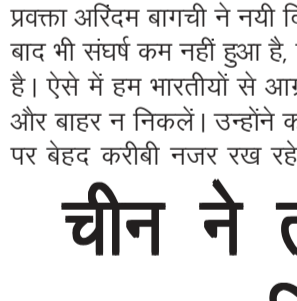 प्रवक्ता अरिंदम बागची ने नयी
बाद भी संघर्ष कम नहीं हुआ है,
है। ऐसे में हम भारतीयों से
और बाहर न निकलें। उन्होंने
पर बेहद करीबी नजर रख रहे
चीन ने